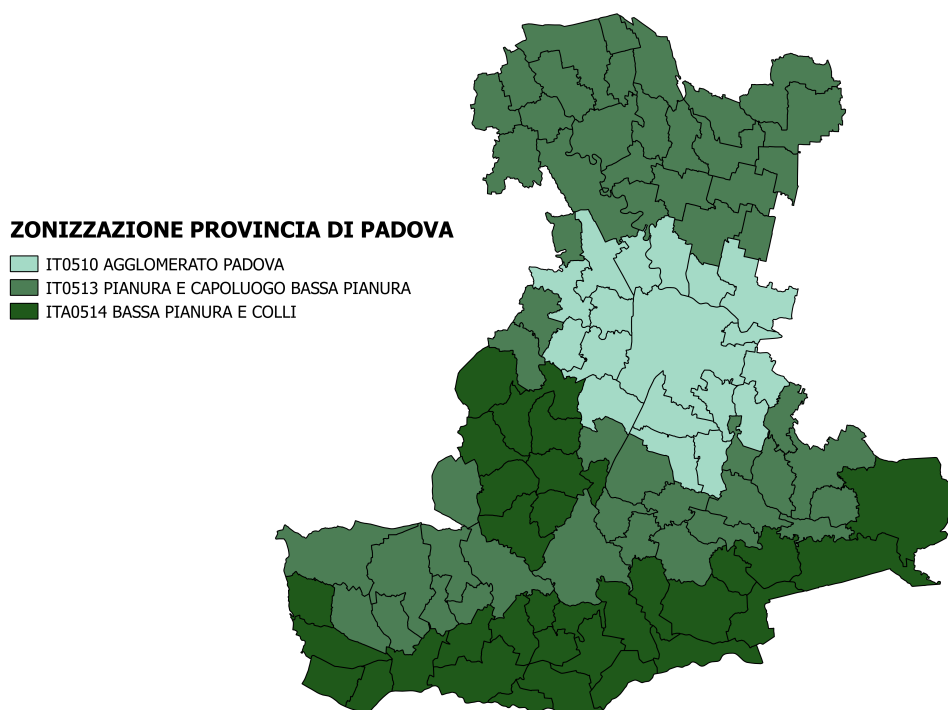 ZONIZZAZIONE PROVINCIA DI PADOVA
IT0510 AGGLOMERATO PADOVA
IT0513 PIANURA E CAPOLUOGO BASSA PIANURA
ITA0514 BASSA PIANURA E COLLI